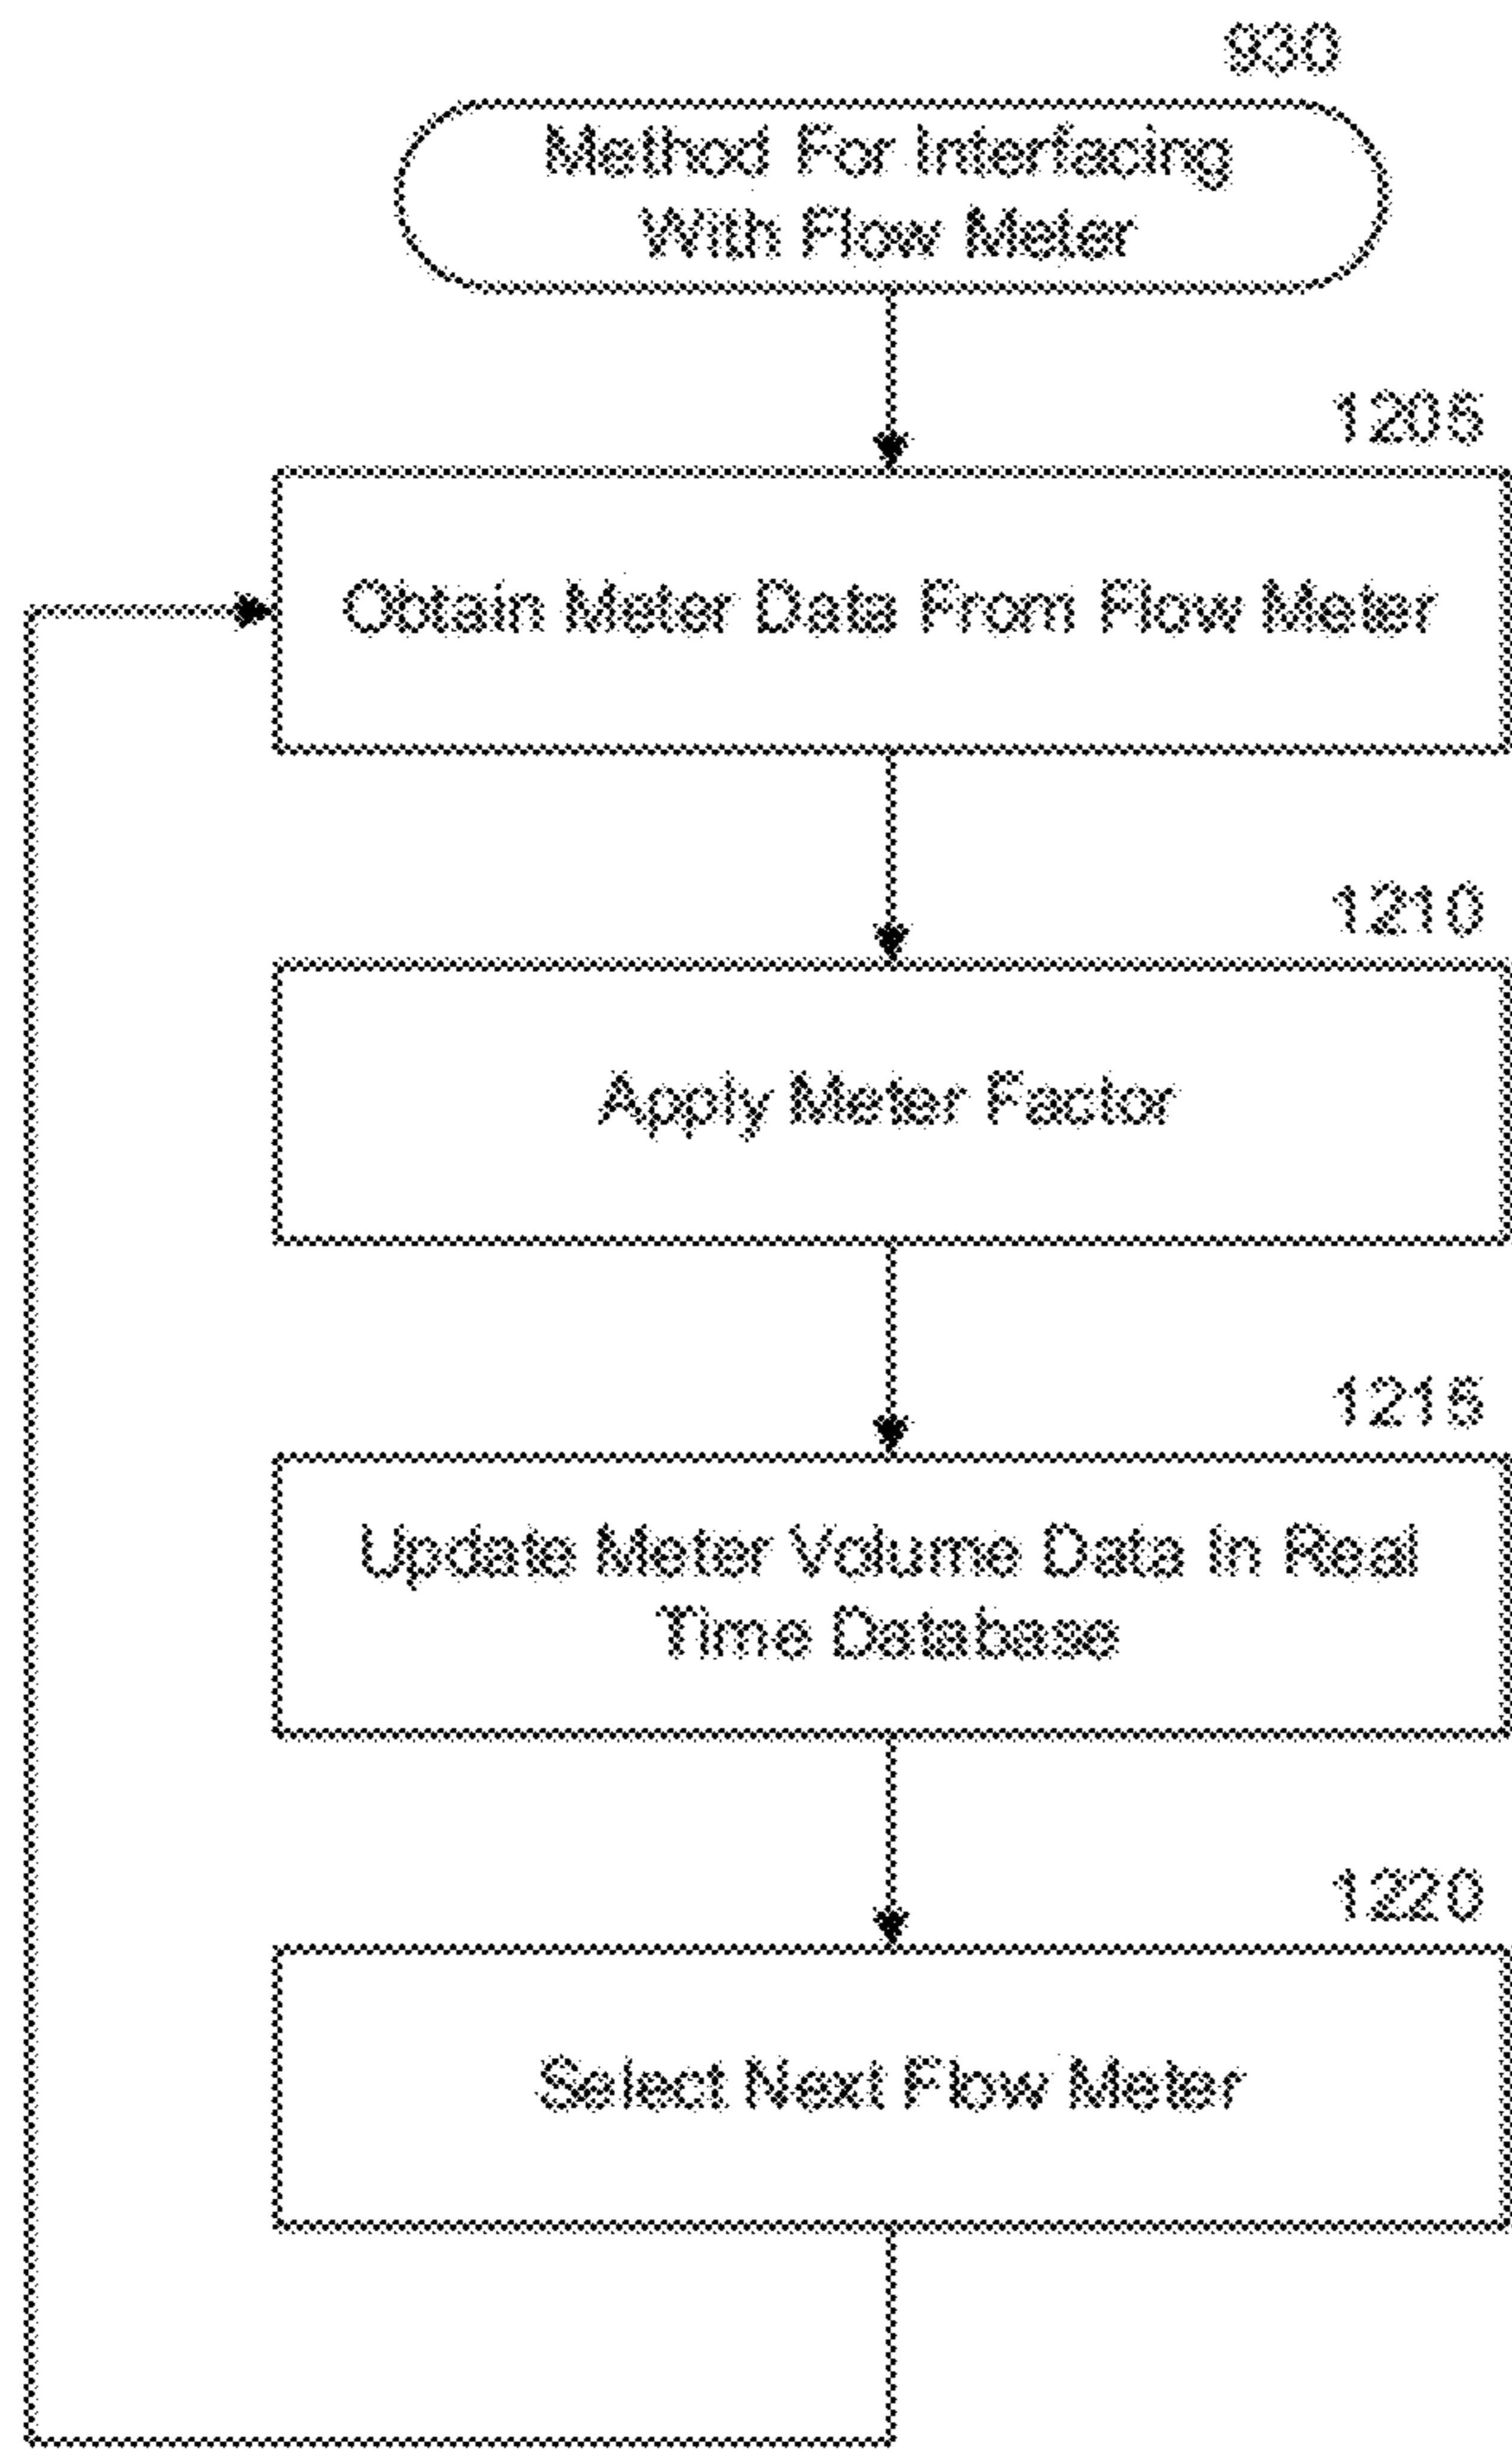 930
Method For Interfacing
With Flow Meter
1205
Obtain Meter Data From Flow Meter
1210
Apply Meter Factor
1215
Update Meter Volume Data In Real
Time Database
1220
Select Next Flow Meter